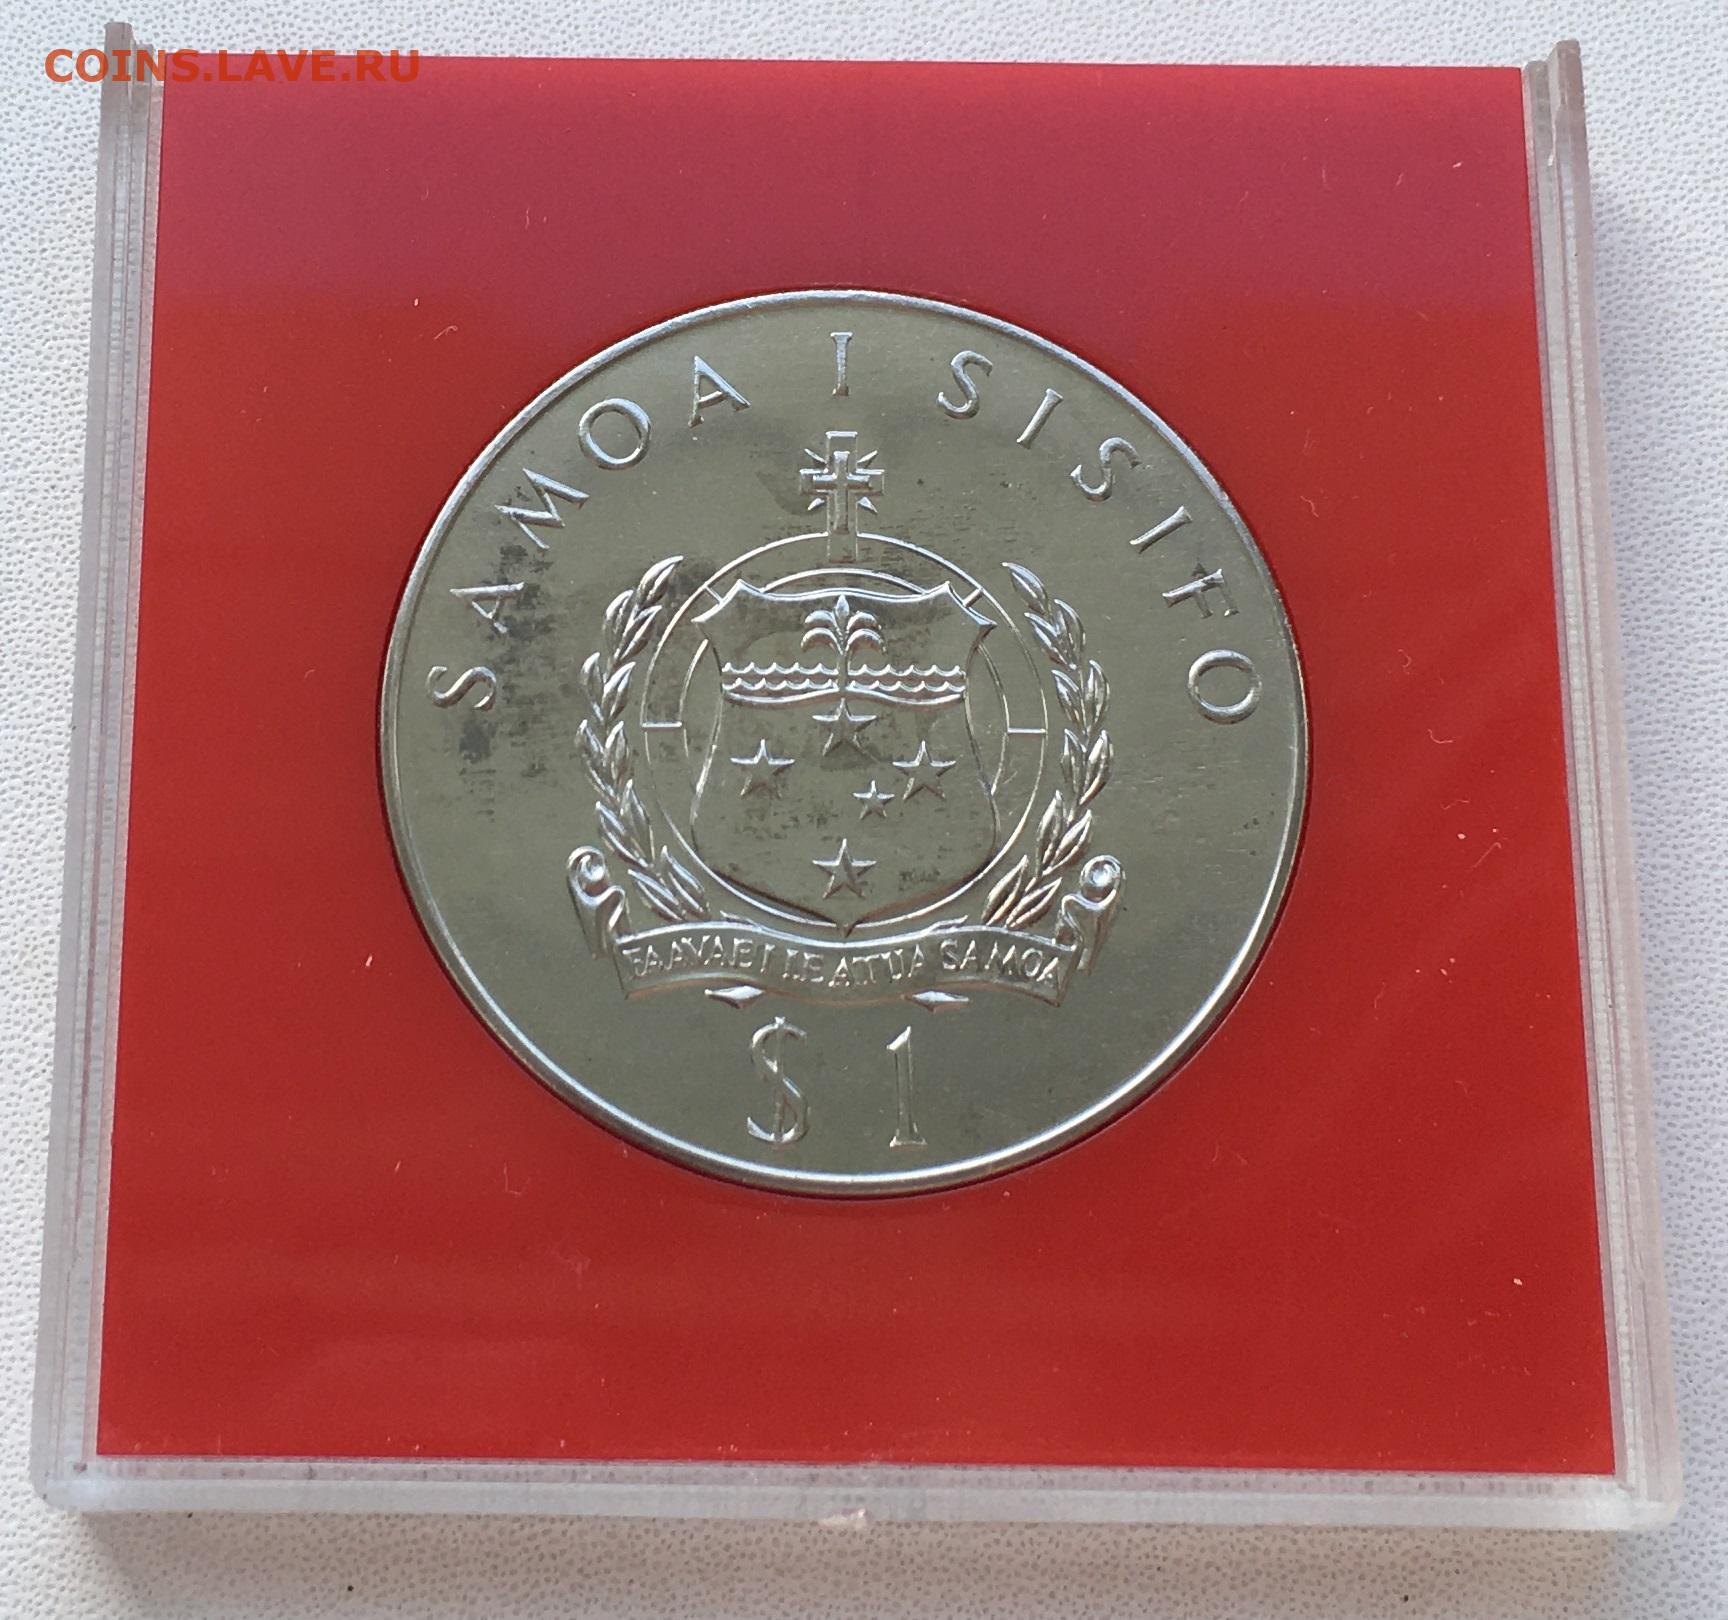 COINS.LAVE.RU
SAMOA I SISIFO
FAAVAE I LE ATUA SAMOA
$1